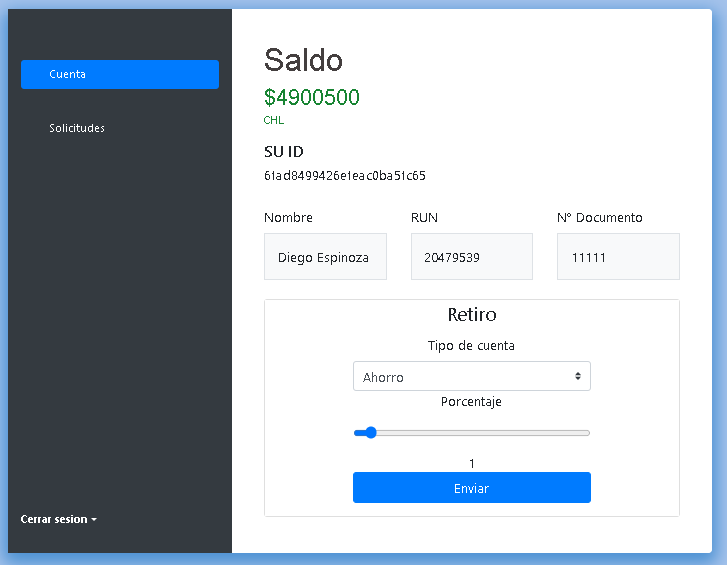 Cuenta
Solicitudes
Cerrar sesion
Saldo
$4900500
CHL
SU ID
61ad8499426e1eac0ba51c65
Nombre RUN N° Documento
Diego Espinoza 20479539 11111
Retiro
Tipo de cuenta
Ahorro
Porcentaje
1
Enviar